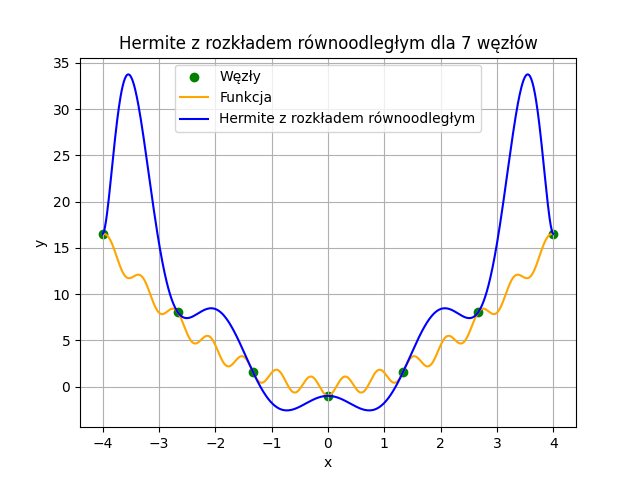 Hermite z rozkładem równoodległym dla 7 węzłów
Węzły
Funkcja
Hermite z rozkładem równoodległym
y
35
30
25
20
15
10
5
0
−4
−3
−2
−1
0
1
2
3
4
x